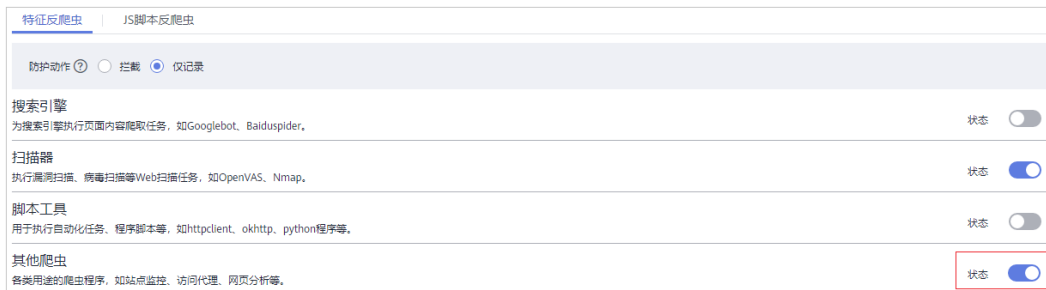 特征反爬虫 JS脚本反爬虫
防护动作 ? 拦截 仅记录
搜索引擎
为搜索引擎执行页面内容爬取任务，如Googlebot、Baiduspider。
状态
扫描器
执行漏洞扫描、病毒扫描等Web扫描任务，如OpenVAS、Nmap。
状态
脚本工具
用于执行自动化任务、程序脚本等，如httpclient、okhttp、python程序等。
状态
其他爬虫
各类用途的爬虫程序，如站点监控、访问代理、网页分析等。
状态